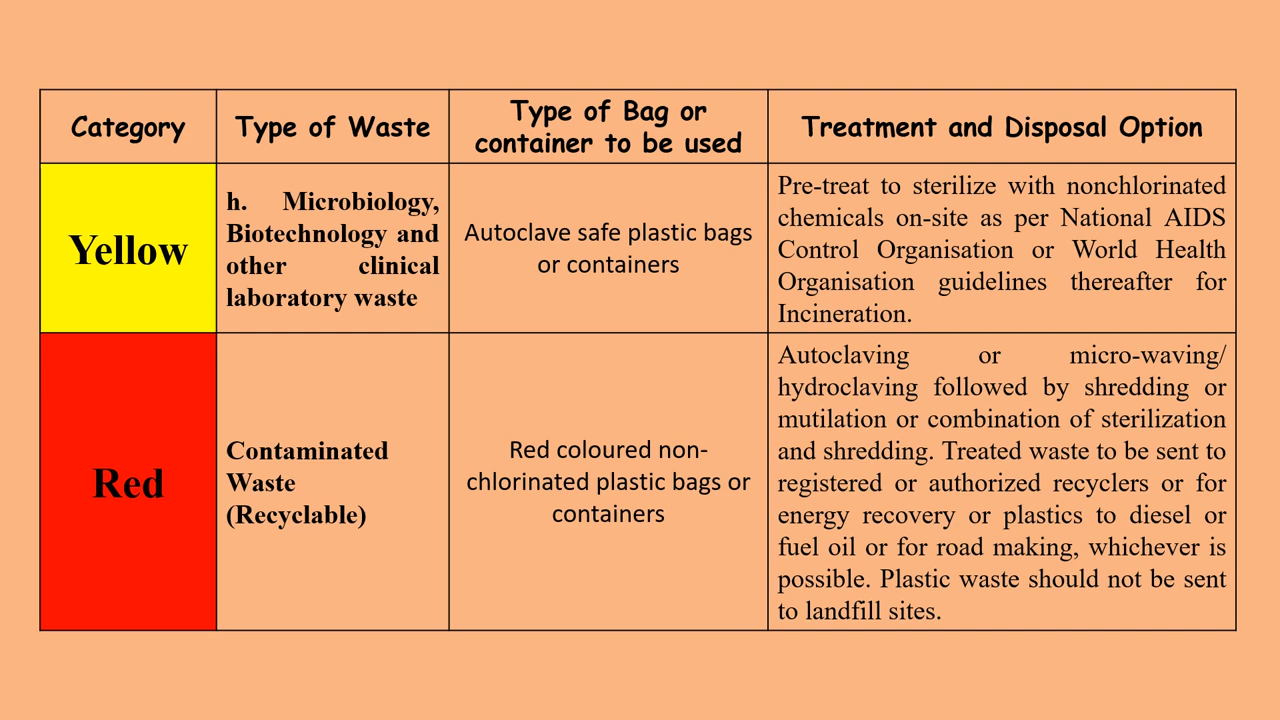 Category
Type of Waste
Type of Bag or
container to be used
Treatment and Disposal Option
Yellow
h. Microbiology,
Biotechnology and
other clinical
laboratory waste
Autoclave safe plastic bags
or containers
Pre-treat to sterilize with nonchlorinated
chemicals on-site as per National AIDS
Control Organisation or World Health
Organisation guidelines thereafter for
Incineration.
Red
Contaminated
Waste
(Recyclable)
Red coloured non-
chlorinated plastic bags or
containers
Autoclaving or micro-waving/
hydroclaving followed by shredding or
mutilation or combination of sterilization
and shredding. Treated waste to be sent to
registered or authorized recyclers or for
energy recovery or plastics to diesel or
fuel oil or for road making, whichever is
possible. Plastic waste should not be sent
to landfill sites.